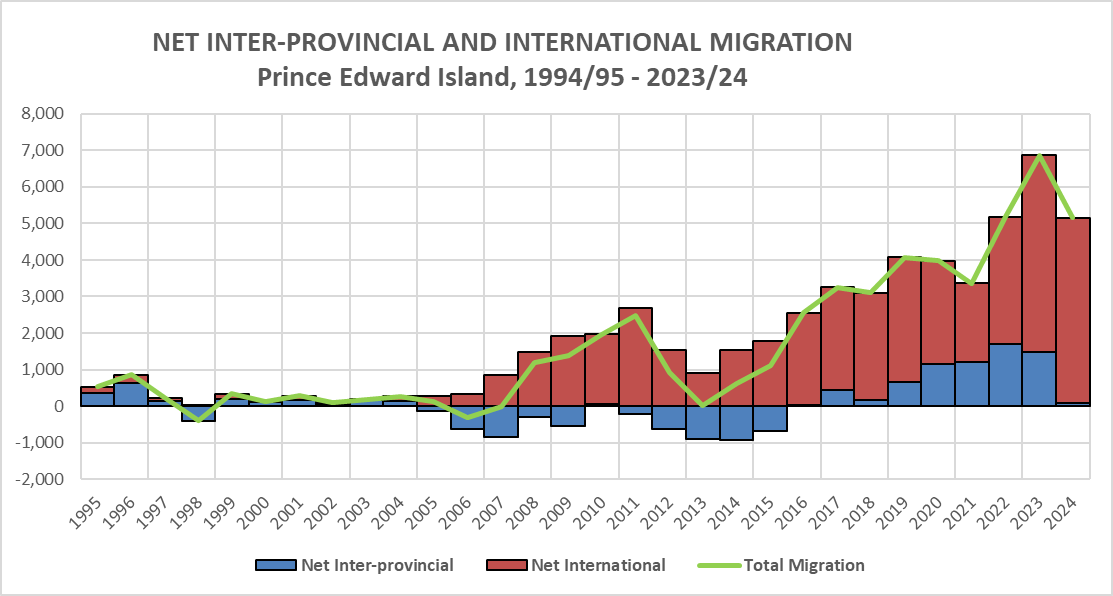 NET INTER-PROVINCIAL AND INTERNATIONAL MIGRATION
Prince Edward Island, 1994/95 - 2023/24
8,000
7,000
6,000
5,000
4,000
3,000
2,000
1,000
0
-1,000
-2,000
1995 1996 1997 1998 1999 2000 2001 2002 2003 2004 2005 2006 2007 2008 2009 2010 2011 2012 2013 2014 2015 2016 2017 2018 2019 2020 2021 2022 2023 2024
Net Inter-provincial Net International Total Migration